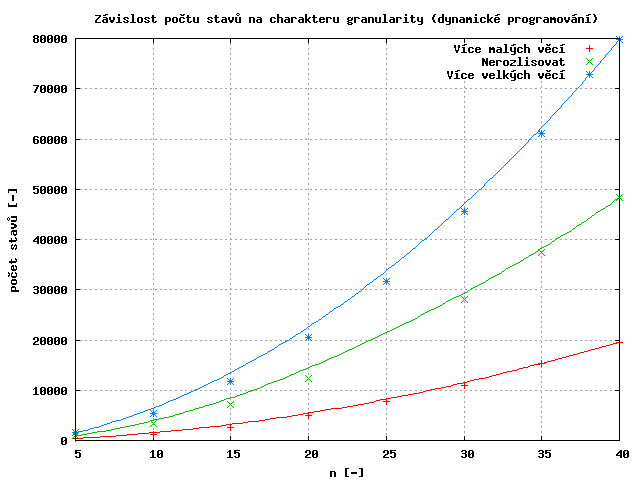 Závislost počtu stavů na charakteru granularity (dynamické programování)
80000
70000
60000
50000
40000
30000
20000
10000
0
počet stavů [-]
Více malých věcí
Nerozlisovat
Více velkých věcí
5 10 15 20 25 30 35 40
n [-]